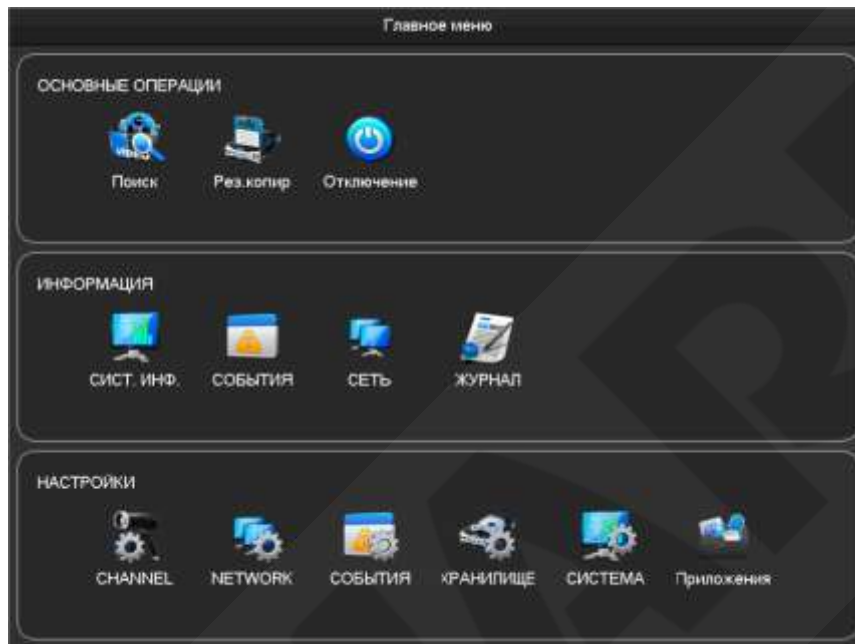 Главное меню
ОСНОВНЫЕ ОПЕРАЦИИ
VIDEO
Поиск Рез.копир Отключение
ИНФОРМАЦИЯ
СИСТ. ИНФ. СОБЫТИЯ СЕТЬ ЖУРНАЛ
НАСТРОЙКИ
CHANNEL NETWORK СОБЫТИЯ ХРАНИЛИЩЕ СИСТЕМА Приложения